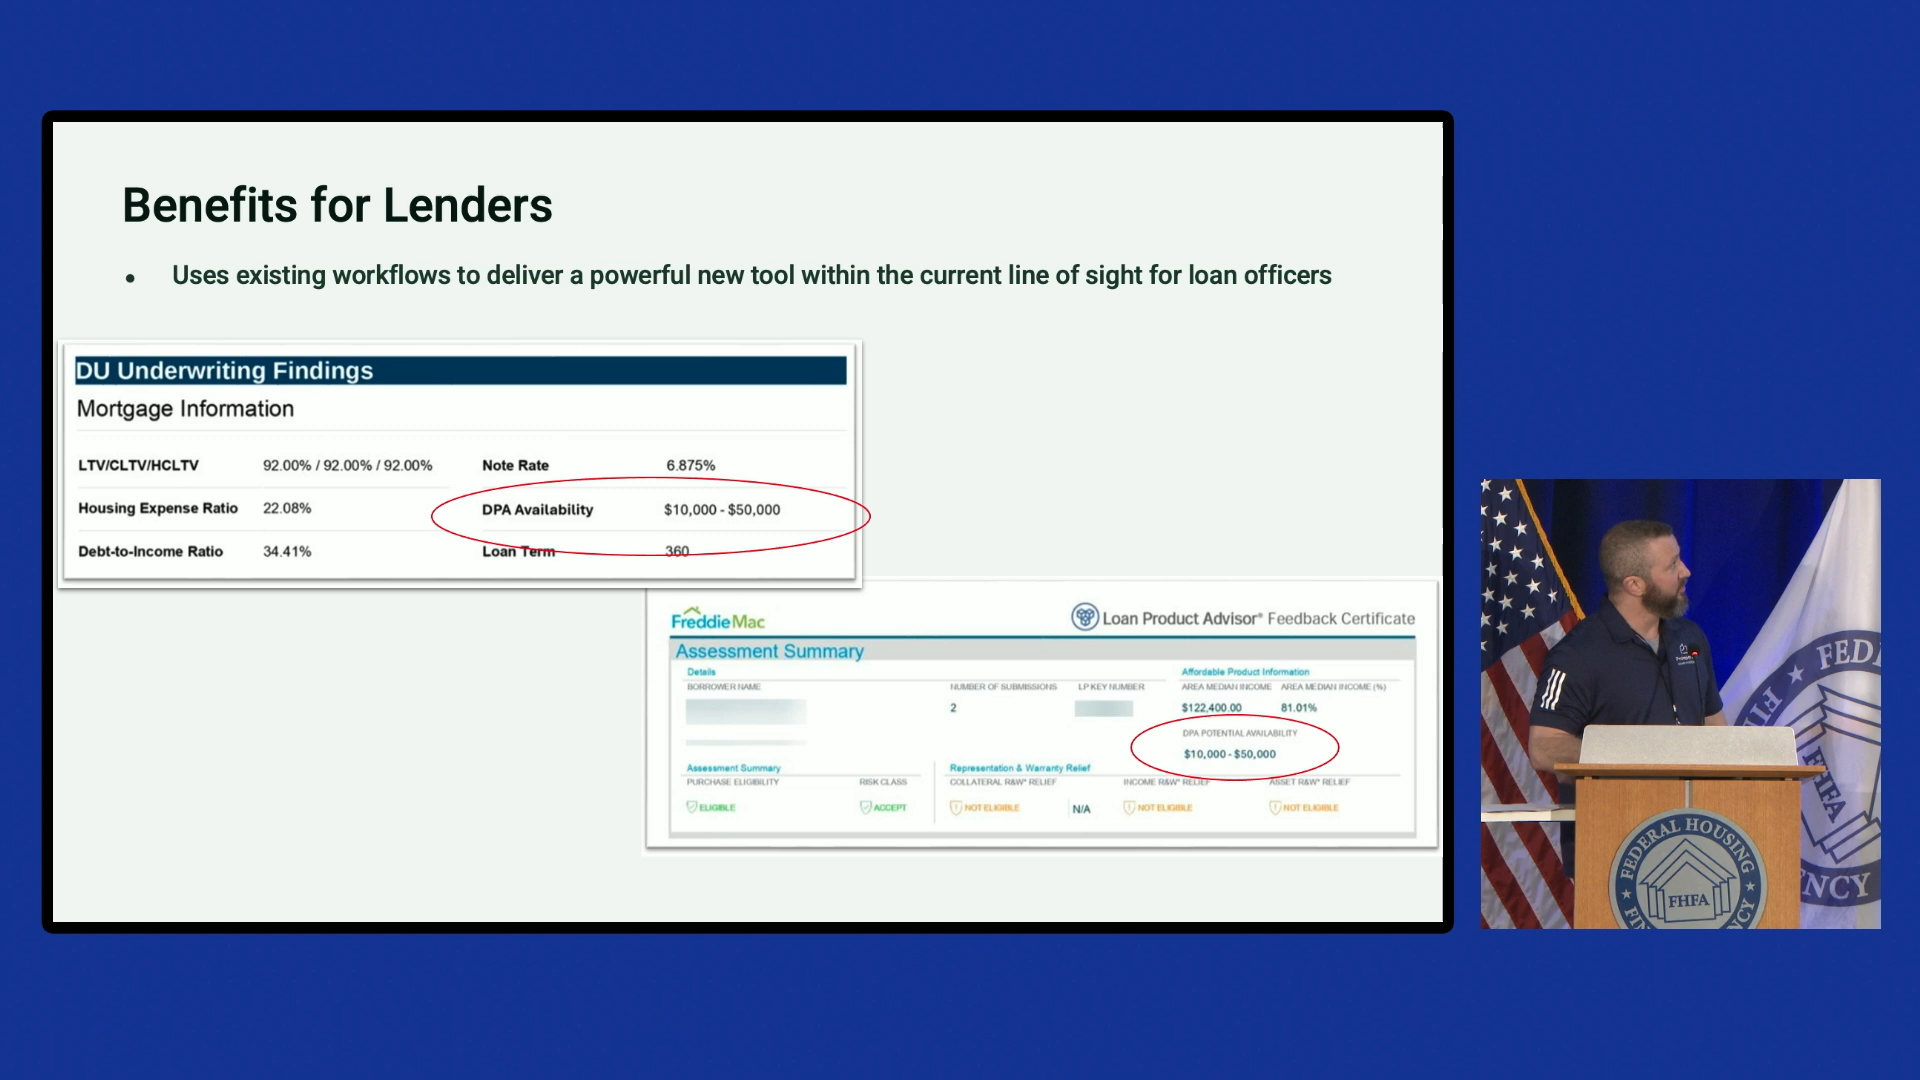 Benefits for Lenders
● Uses existing workflows to deliver a powerful new tool within the current line of sight for loan officers
DU Underwriting Findings
Mortgage Information
LTV/CLTV/HCLTV 92.00% / 92.00% / 92.00% Note Rate 6.875%
Housing Expense Ratio 22.08% DPA Availability $10,000 - $50,000
Debt-to-Income Ratio 34.41% Loan Term 360
FreddieMac Loan Product Advisor® Feedback Certificate
Assessment Summary
Details Affordable Product Information
BORROWER NAME NUMBER OF SUBMISSIONS LP KEY NUMBER AREA MEDIAN INCOME AREA MEDIAN INCOME (%)
2 $122,400.00 81.01%
DPA POTENTIAL AVAILABILITY
$10,000 - $50,000
Assessment Summary Representation & Warranty Relief
PURCHASE ELIGIBILITY RISK CLASS COLLATERAL R&W* RELIEF INCOME R&W* RELIEF ASSET R&W* RELIEF
ELIGIBLE ACCEPT NOT ELIGIBLE N/A NOT ELIGIBLE NOT ELIGIBLE
FEDERAL HOUSING
FHFA
FHFA